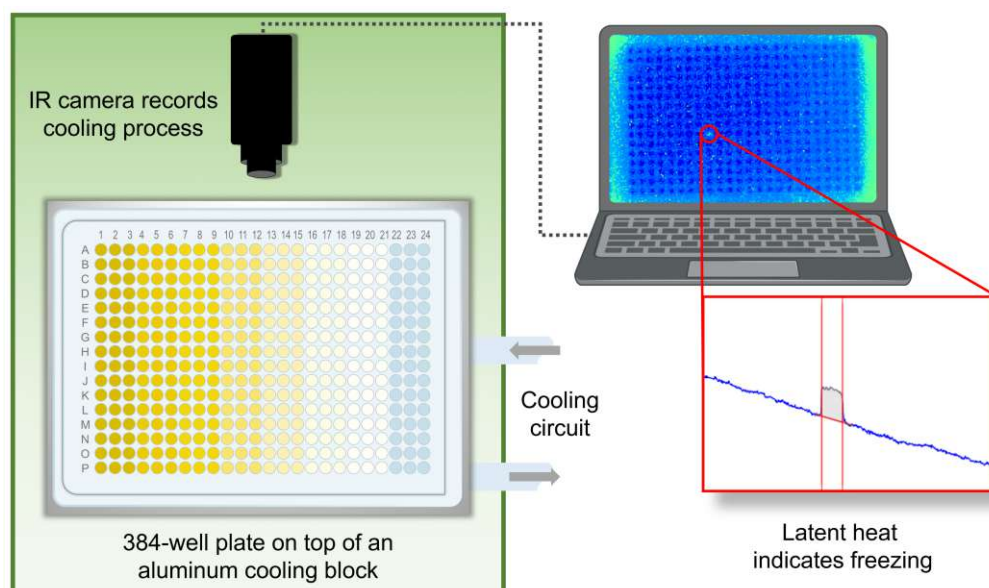 IR camera records
cooling process
1 2 3 4 5 6 7 8 9 10 11 12 13 14 15 16 17 18 19 20 21 22 23 24
A
B
C
D
E
F
G
H
I
J
K
L
M
N
O
P
384-well plate on top of an
aluminum cooling block
Cooling
circuit
Latent heat
indicates freezing